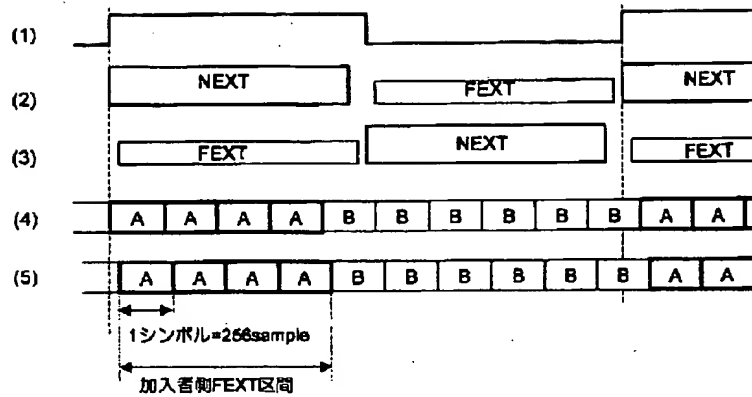 (1)
(2) NEXT FEXT NEXT
(3) FEXT NEXT FEXT
(4) A A A A B B B B B B A A
(5) A A A A B B B B B B A A
1シンボル=256sample
加入者側FEXT区間